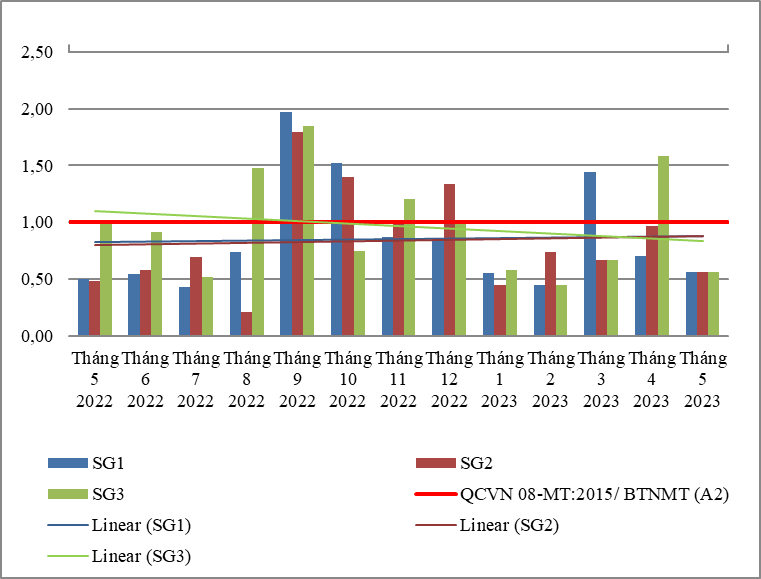 2,50
2,00
1,50
1,00
0,50
0,00
Tháng Tháng Tháng Tháng Tháng Tháng Tháng Tháng Tháng Tháng Tháng Tháng Tháng
5 6 7 8 9 10 11 12 1 2 3 4 5
2022 2022 2022 2022 2022 2022 2022 2022 2023 2023 2023 2023 2023
SG1 SG2
SG3 QCVN 08-MT:2015/ BTNMT (A2)
Linear (SG1) Linear (SG2)
Linear (SG3)